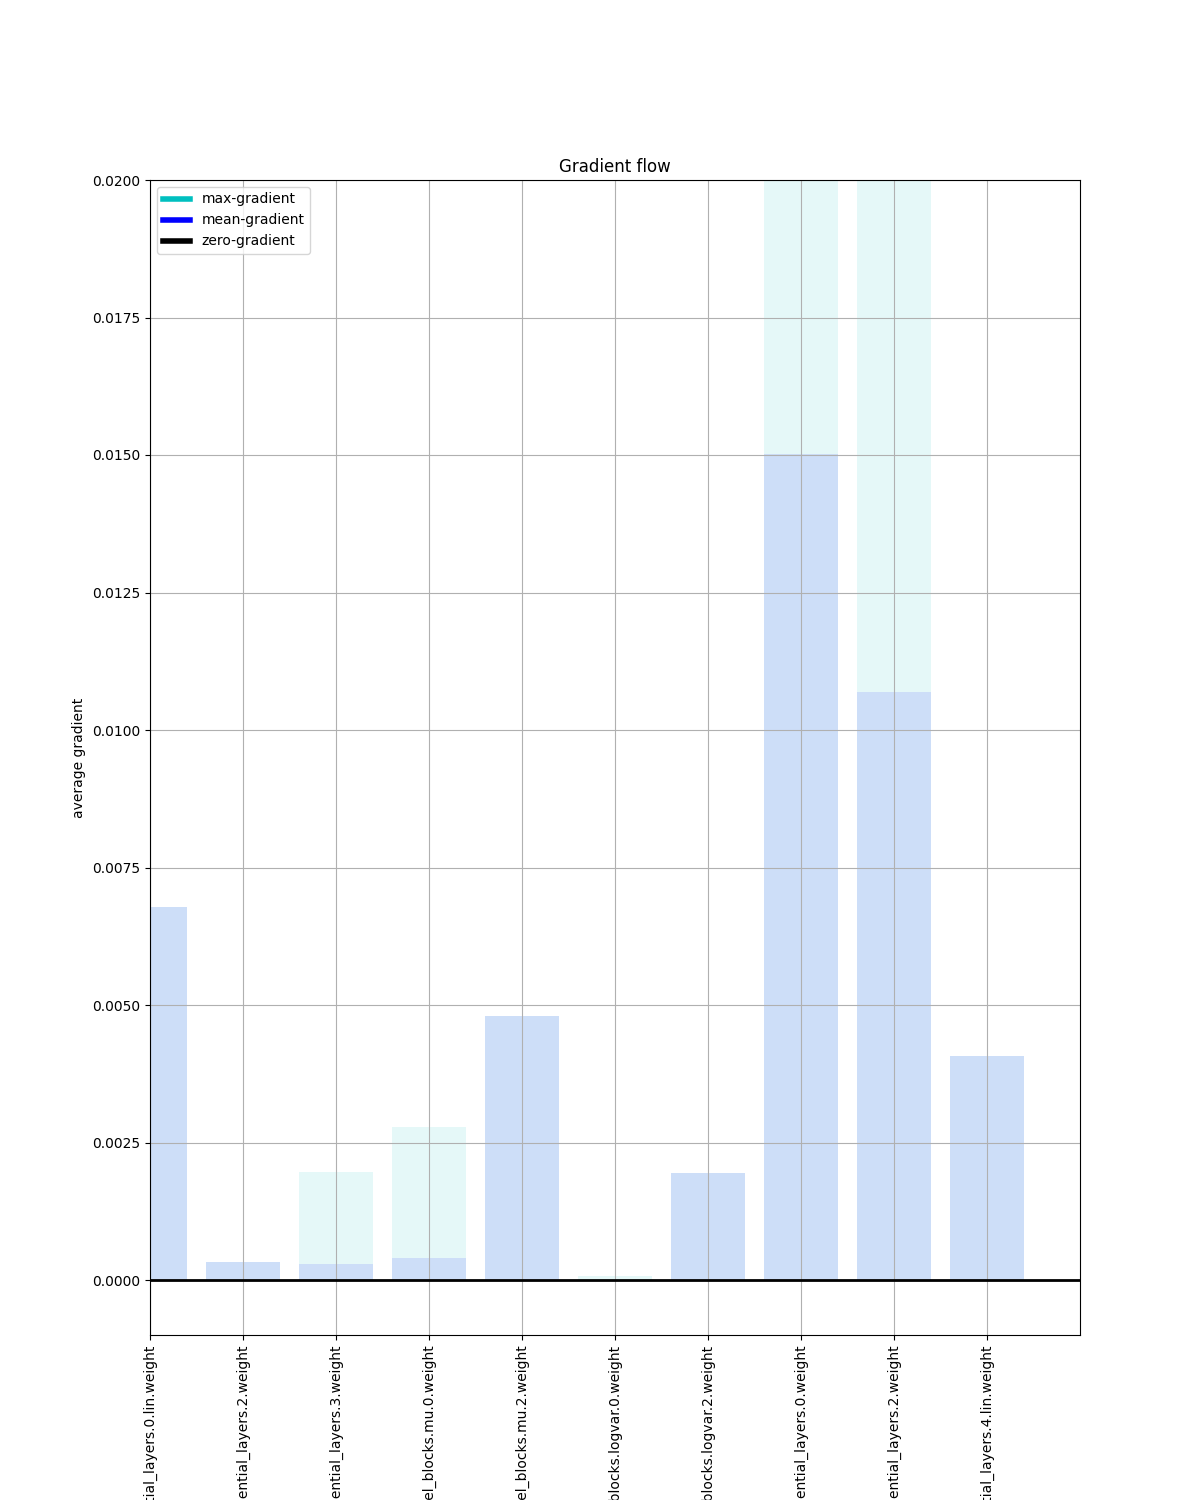 Gradient flow
max-gradient
mean-gradient
zero-gradient
0.0200
0.0175
0.0150
0.0125
0.0100
0.0075
0.0050
0.0025
0.0000
average gradient
tial_layers.0.lin.weight
ential_layers.2.weight
ential_layers.3.weight
el_blocks.mu.0.weight
el_blocks.mu.2.weight
blocks.logvar.0.weight
blocks.logvar.2.weight
ential_layers.0.weight
ential_layers.2.weight
tial_layers.4.lin.weight